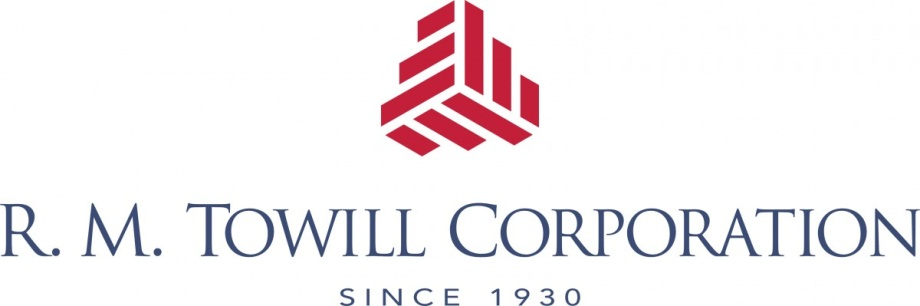 R. M. TOWILL CORPORATION
SINCE 1930